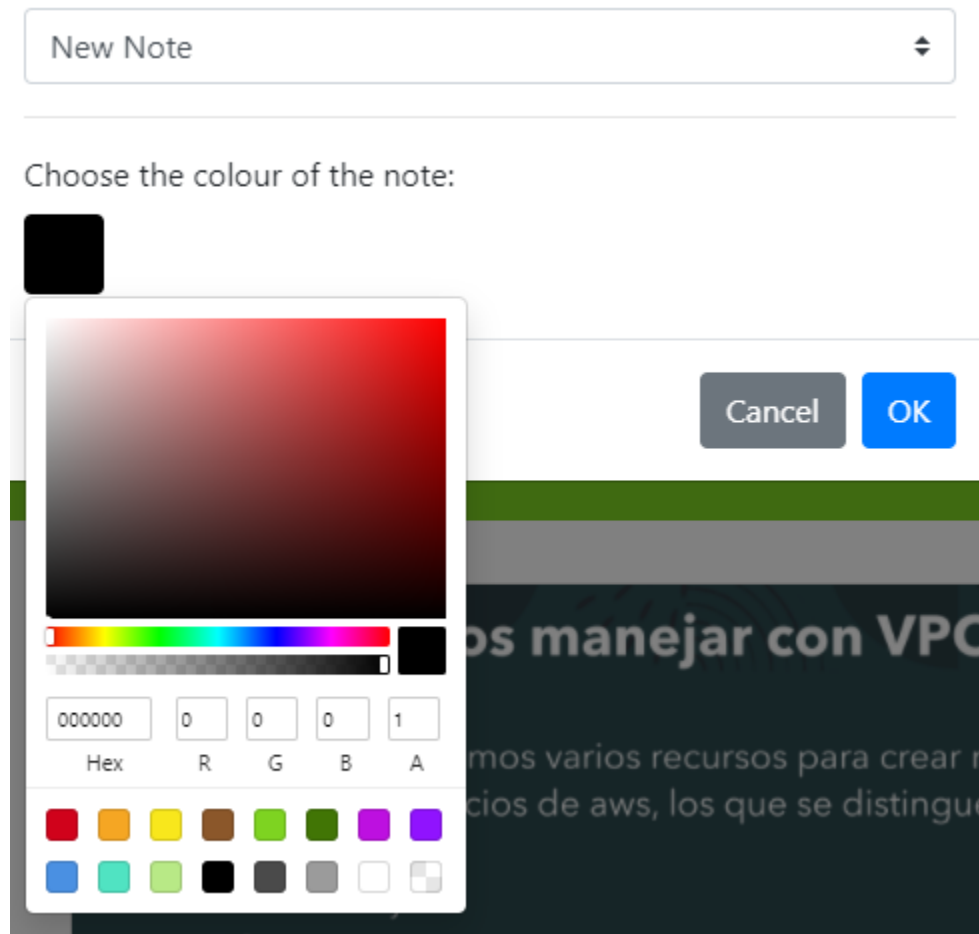 New Note
Choose the colour of the note:
Cancel
OK
os manejar con VPC
000000 0 0 0 1
Hex R G B A
mos varios recursos para crear
cios de aws, los que se distingue